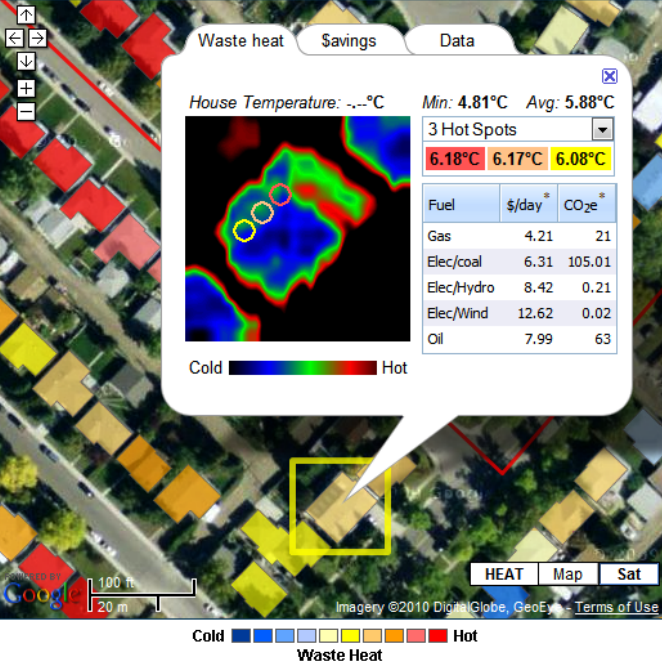 Waste heat
$avings
Data
House Temperature: -.--°C
Min: 4.81°C Avg: 5.88°C
3 Hot Spots
6.18°C 6.17°C 6.08°C
Fuel $/day* CO₂e*
Gas 4.21 21
Elec/coal 6.31 105.01
Elec/Hydro 8.42 0.21
Elec/Wind 12.62 0.02
Oil 7.99 63
Cold Hot
HEAT Map Sat
POWERED BY
Google
100 ft
20 m
Imagery ©2010 DigitalGlobe, GeoEye - Terms of Use
Cold Hot
Waste Heat